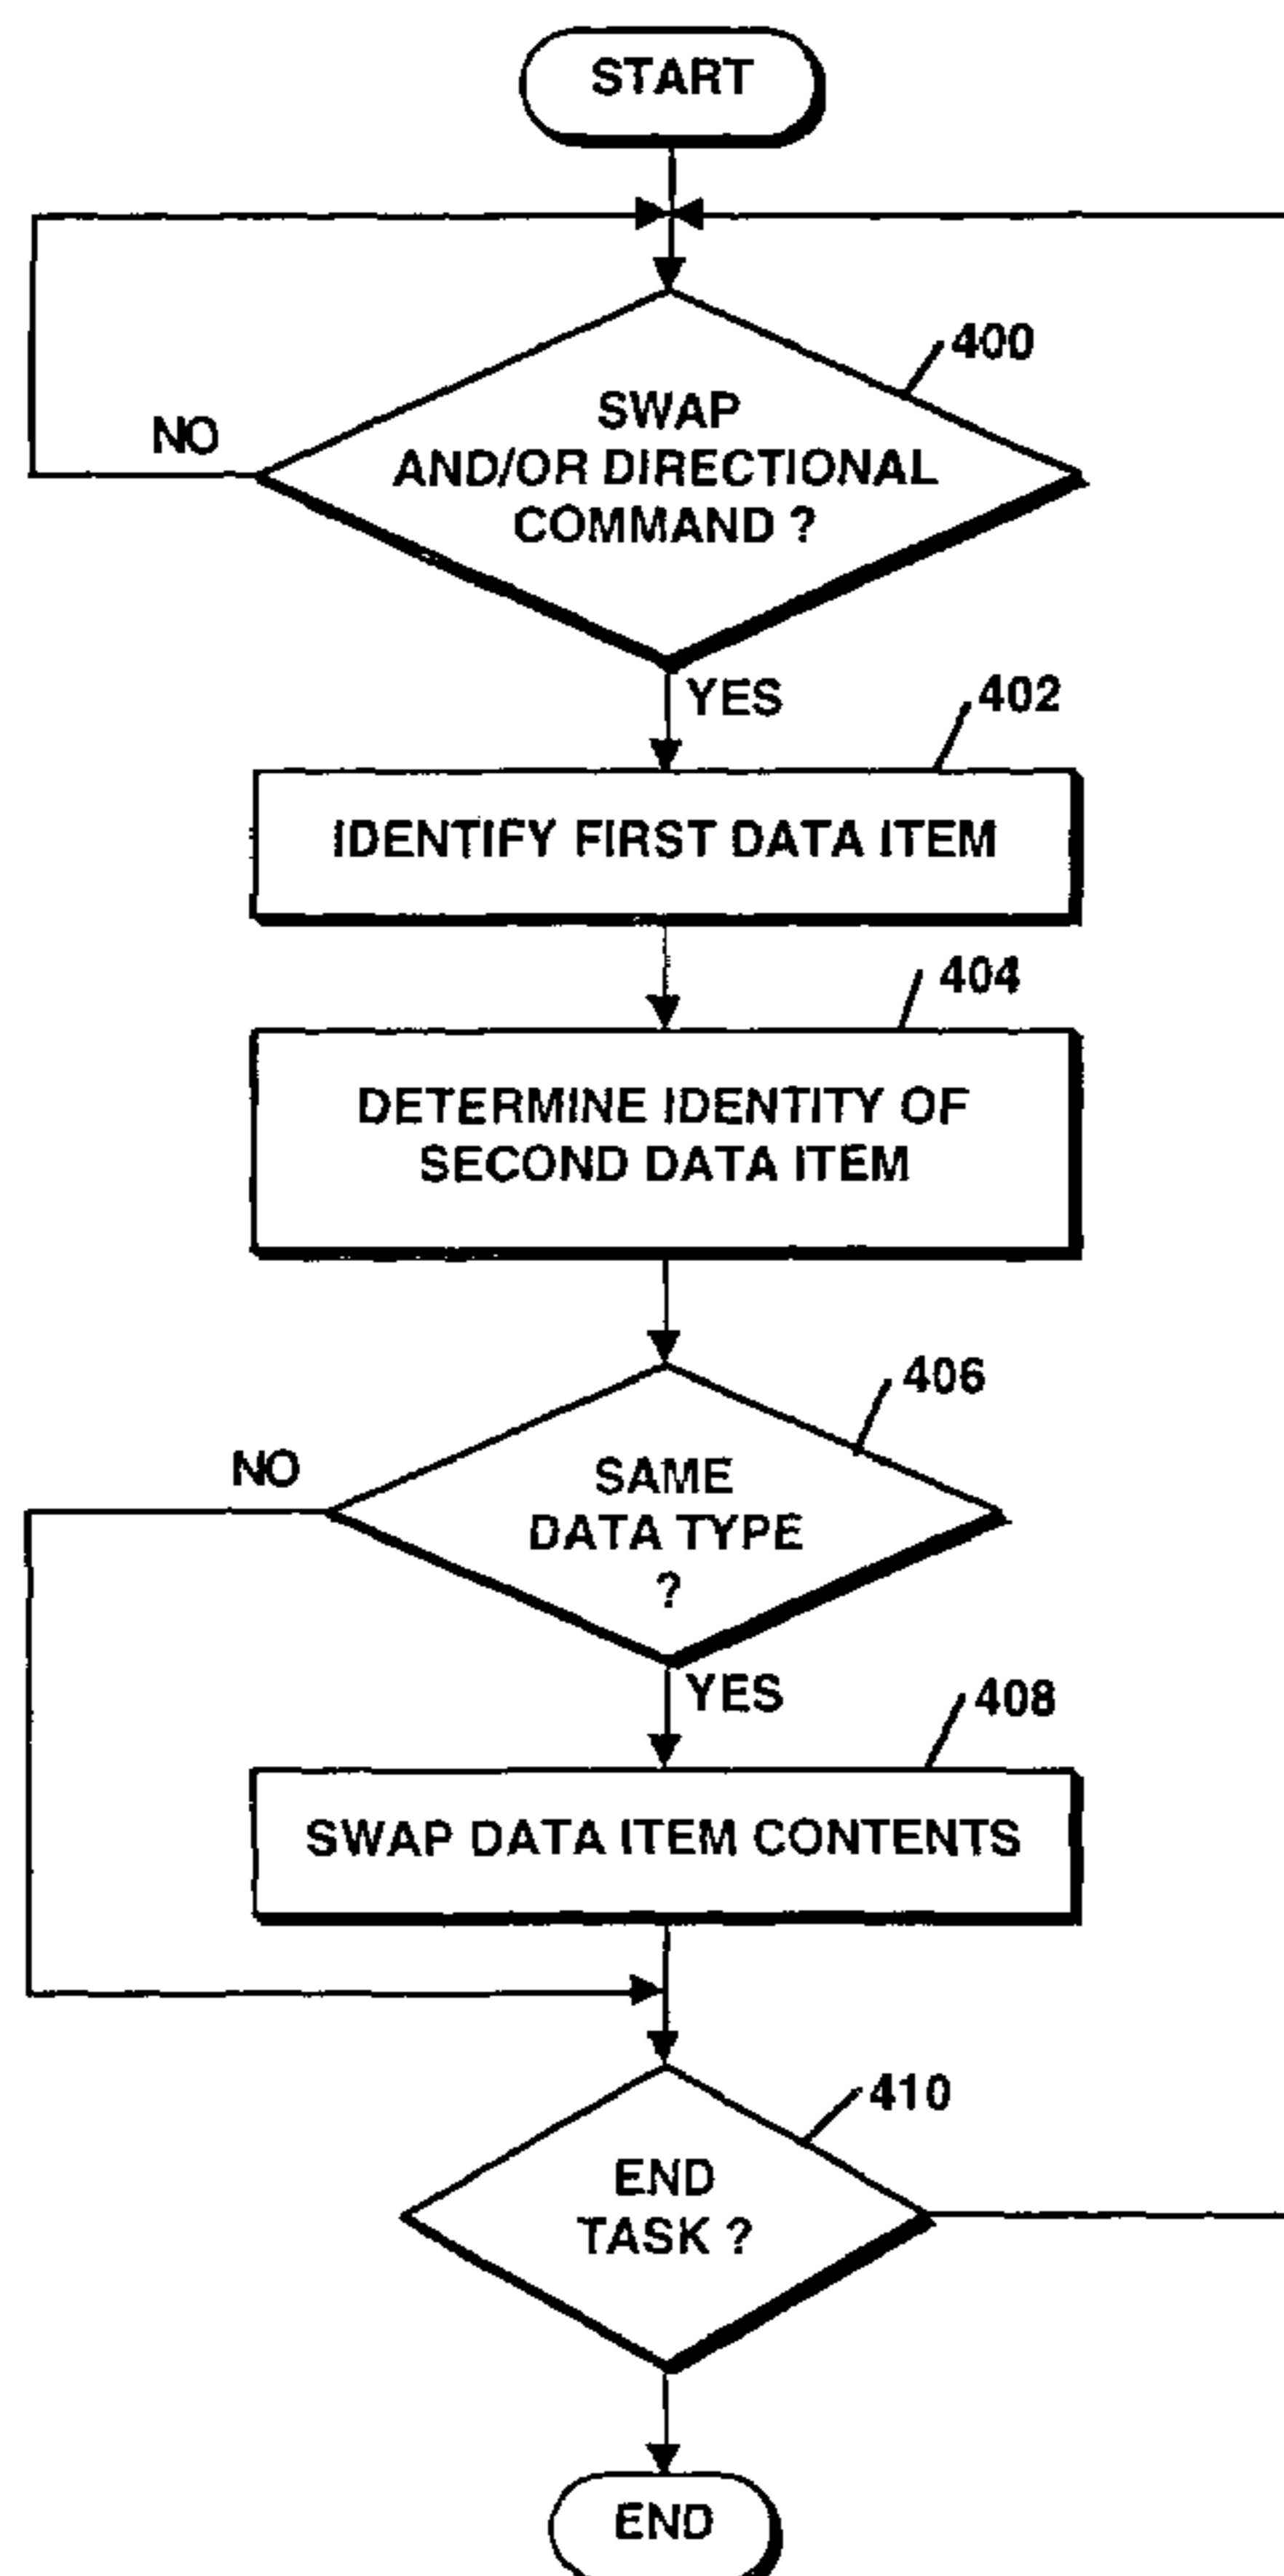 START
400
SWAP
AND/OR DIRECTIONAL
COMMAND ?
NO
YES
402
IDENTIFY FIRST DATA ITEM
404
DETERMINE IDENTITY OF
SECOND DATA ITEM
406
SAME
DATA TYPE
?
NO
YES
408
SWAP DATA ITEM CONTENTS
410
END
TASK ?
END